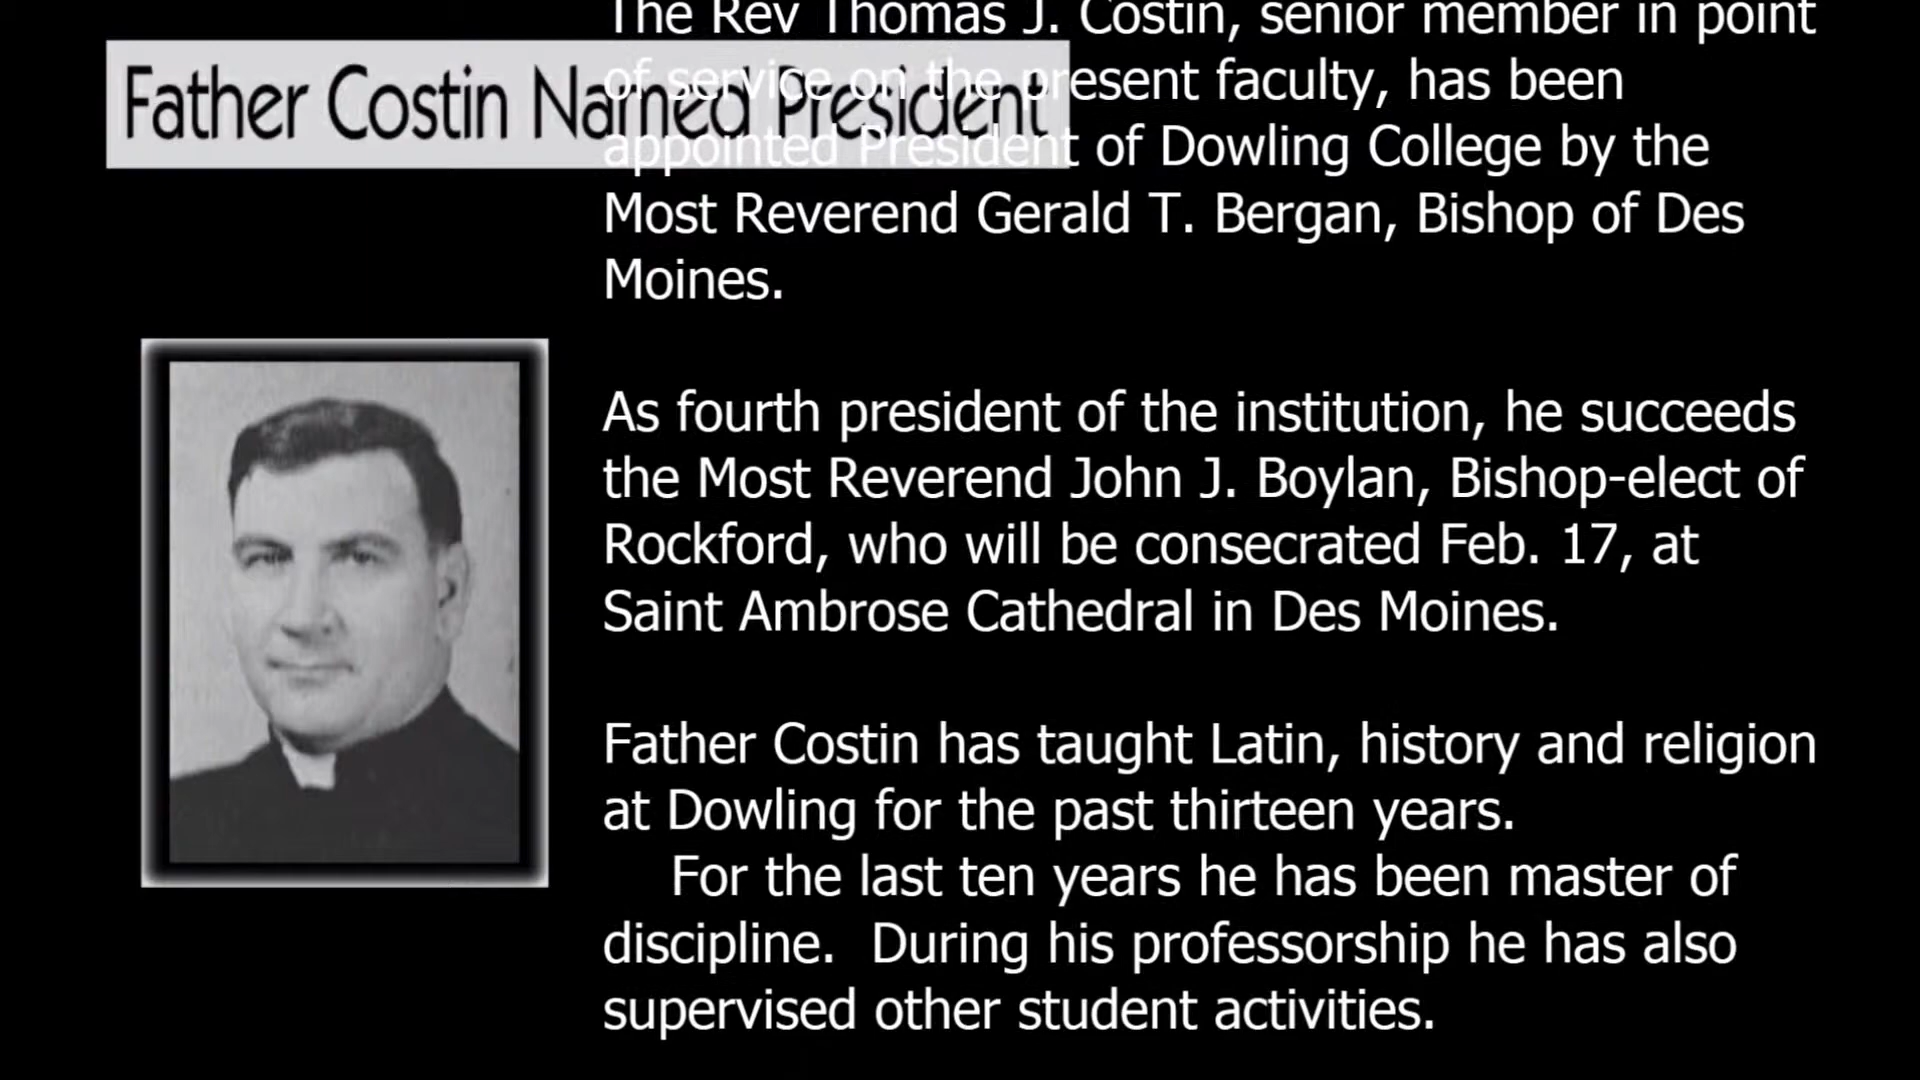 Father Costin Named President
The Rev Thomas J. Costin, senior member in point
of service on the present faculty, has been
appointed President of Dowling College by the
Most Reverend Gerald T. Bergan, Bishop of Des
Moines.
As fourth president of the institution, he succeeds
the Most Reverend John J. Boylan, Bishop-elect of
Rockford, who will be consecrated Feb. 17, at
Saint Ambrose Cathedral in Des Moines.
Father Costin has taught Latin, history and religion
at Dowling for the past thirteen years.
For the last ten years he has been master of
discipline.  During his professorship he has also
supervised other student activities.